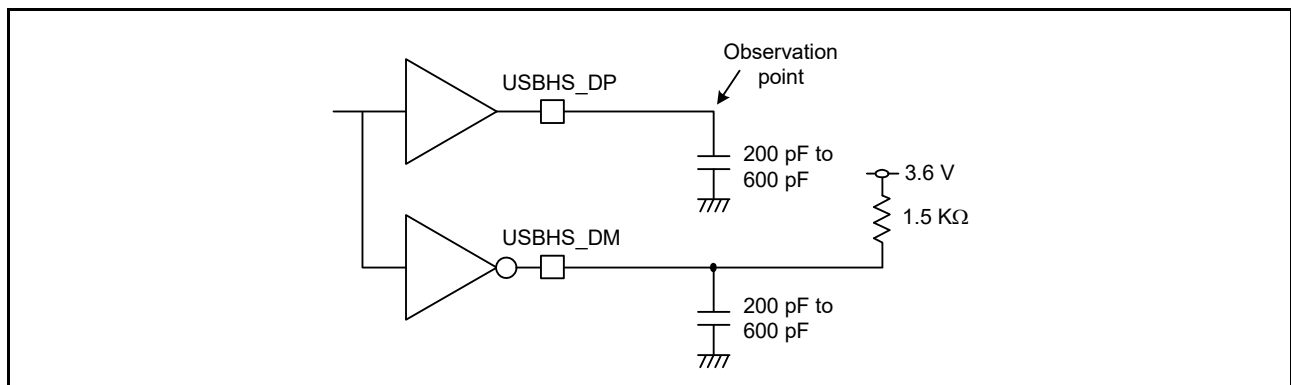 Observation
point
USBHS_DP
200 pF to
600 pF
3.6 V
1.5 KΩ
USBHS_DM
200 pF to
600 pF